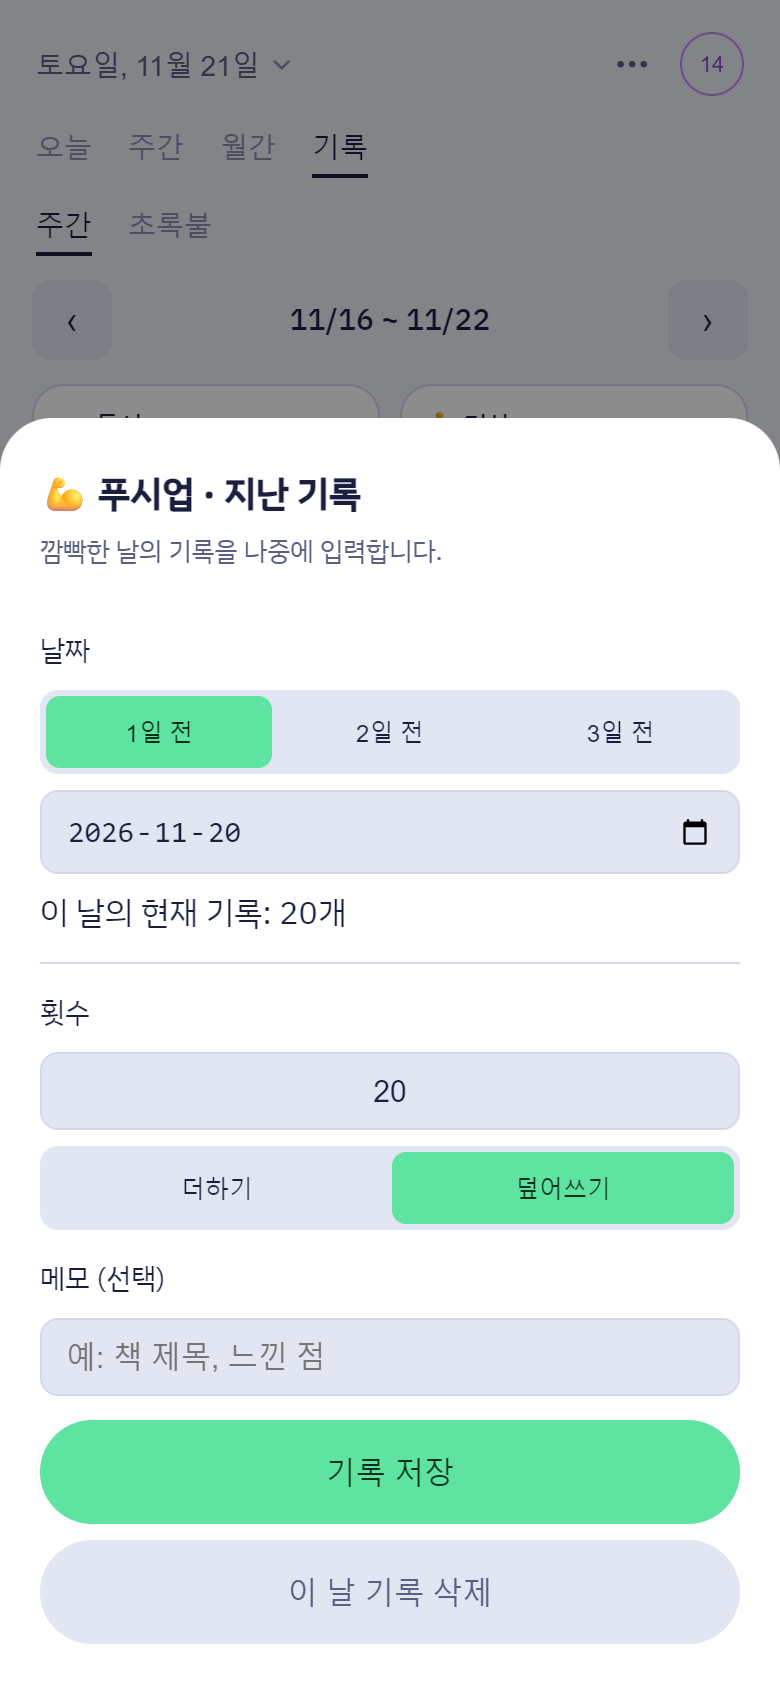 토요일, 11월 21일
14
오늘 주간 월간 기록
주간 초록불
‹ 11/16 ~ 11/22 ›
푸시업 · 지난 기록
깜빡한 날의 기록을 나중에 입력합니다.
날짜
1일 전 2일 전 3일 전
2026-11-20
이 날의 현재 기록: 20개
횟수
20
더하기 덮어쓰기
메모 (선택)
예: 책 제목, 느낀 점
기록 저장
이 날 기록 삭제